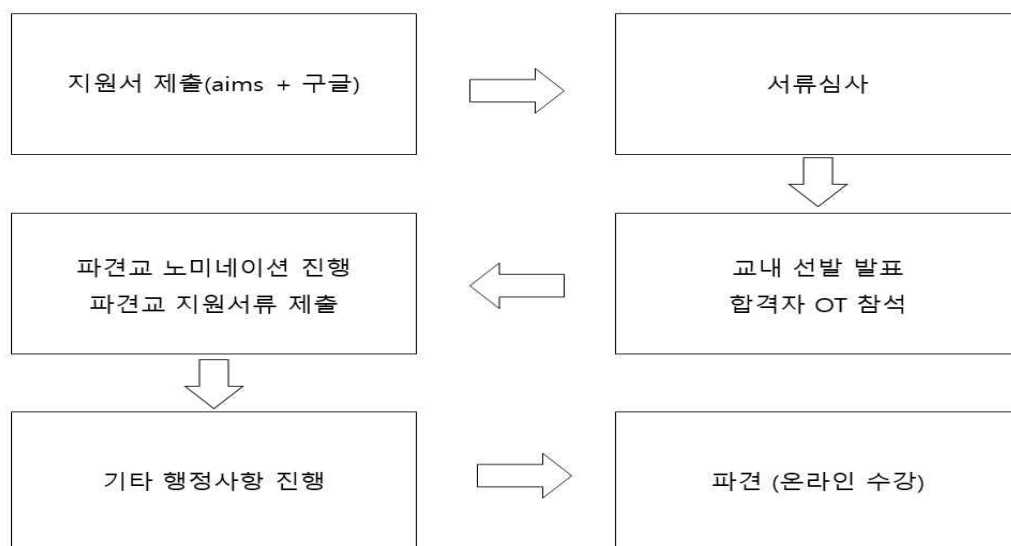 지원서 제출(aims + 구글)
서류심사
교내 선발 발표
합격자 OT 참석
파견교 노미네이션 진행
파견교 지원서류 제출
기타 행정사항 진행
파견 (온라인 수강)